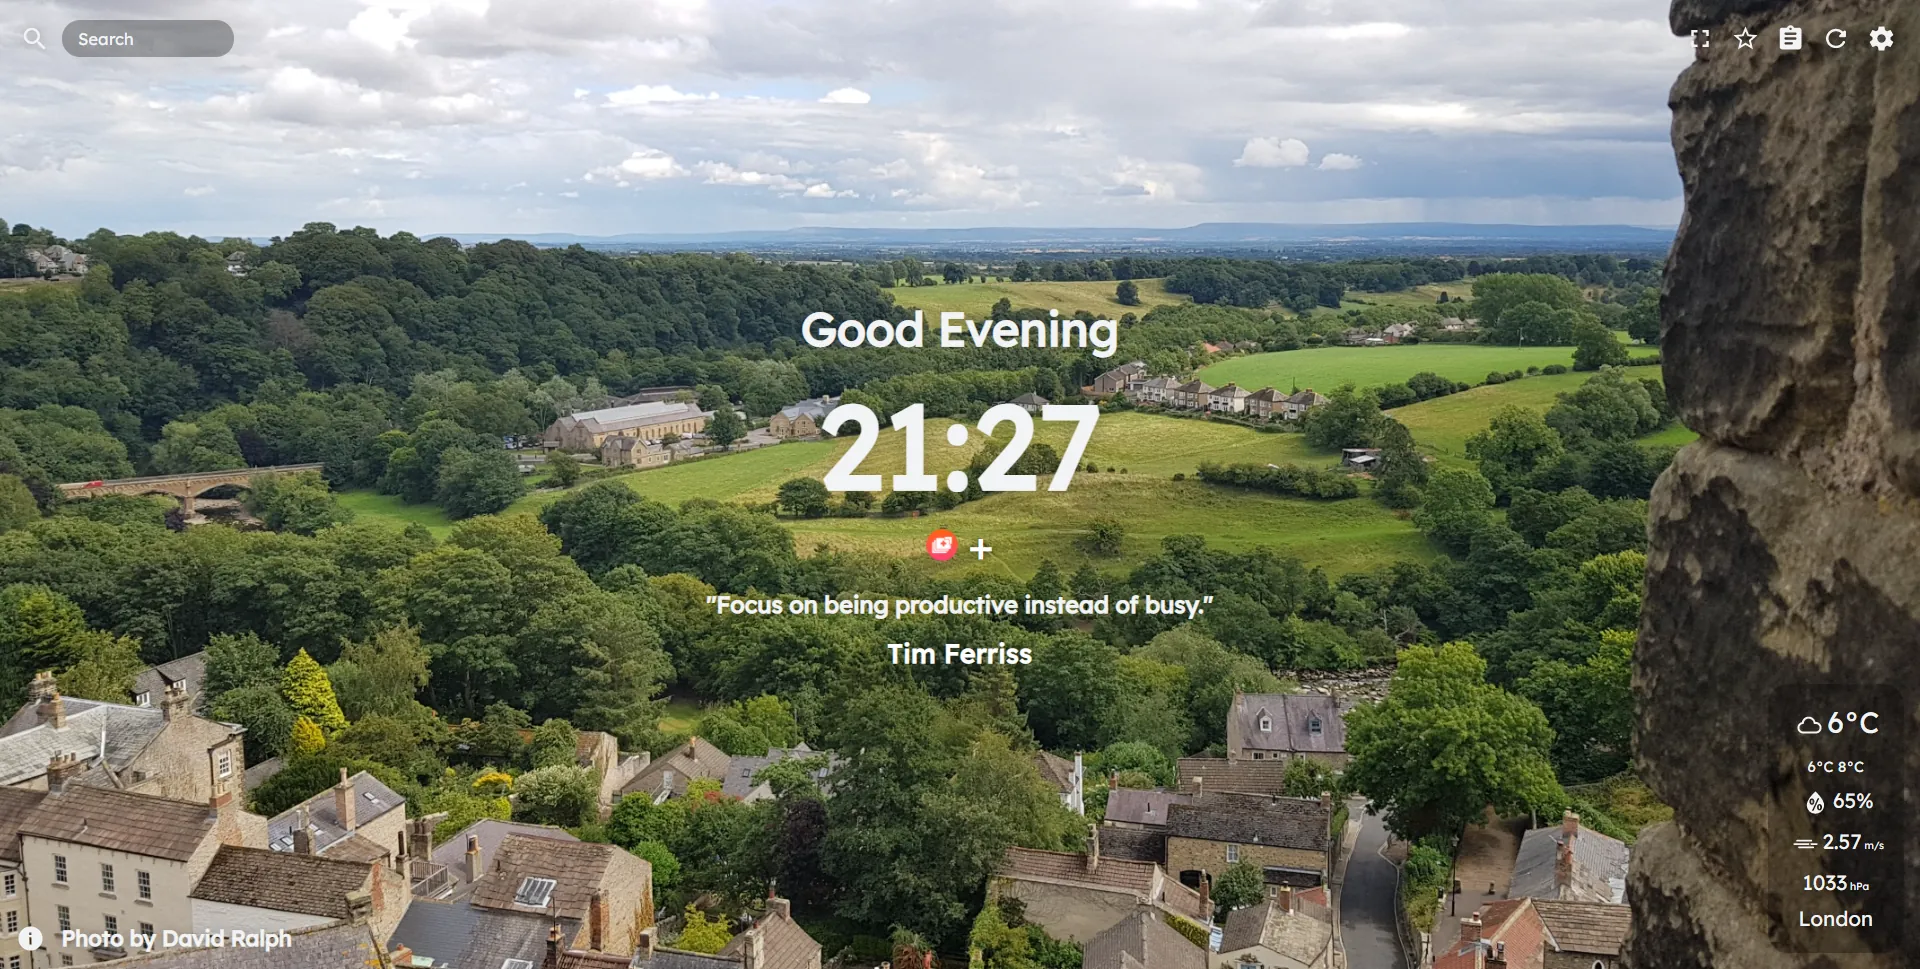 Search
Good Evening
21:27
"Focus on being productive instead of busy."
Tim Ferriss
6°C
6°C 8°C
65%
2.57 m/s
1033 hPa
London
Photo by David Ralph